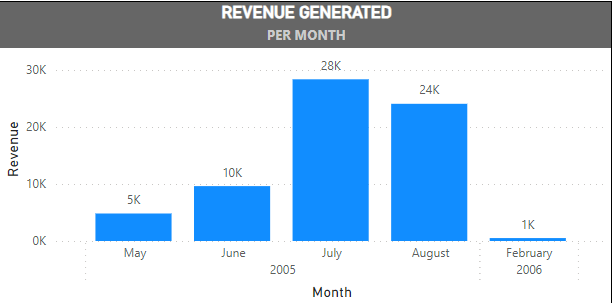 REVENUE GENERATED
PER MONTH
Revenue
30K
20K
10K
0K
5K
10K
28K
24K
1K
May June July August February
2005 2006
Month